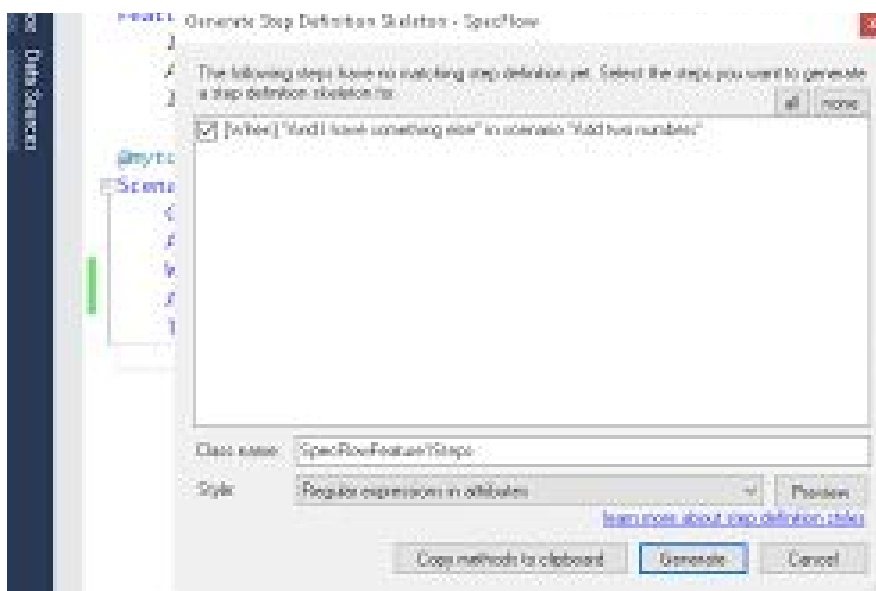 Data Sources
Generate Step Definition Skeleton - SpecFlow
The following steps have no matching step definition yet. Select the steps you want to generate
a step definition skeleton for.
all none
[When] "And I have something else" in scenario "Add two numbers"
@myta
Scena
Class name: SpecFlowFeature1Steps
Style: Regular expressions in attributes Preview
learn more about step definition styles
Copy methods to clipboard Generate Cancel